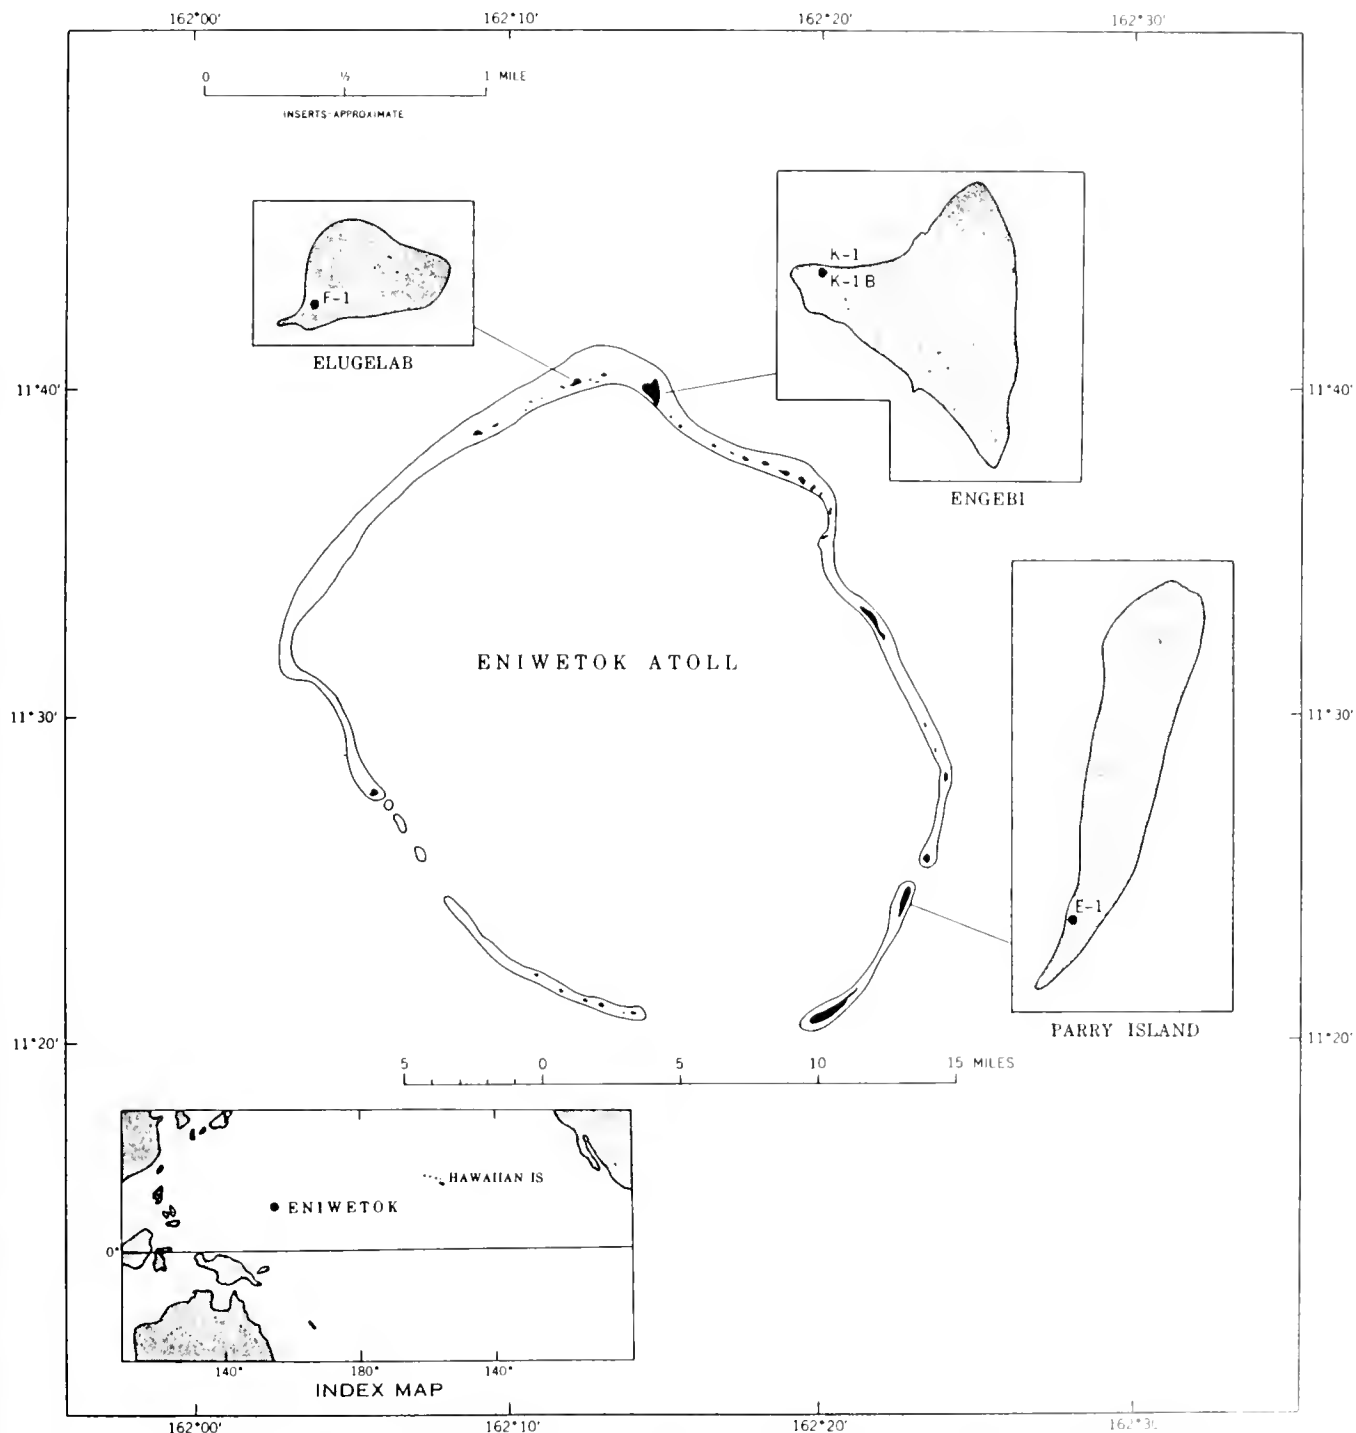 162°00' 162°10' 162°20' 162°30'
0 ½ 1 MILE
INSERTS APPROXIMATE
K-1
K-1B
F-1
ELUGELAB
11°40' 11°40'
ENGEBI
ENIWETOK ATOLL
11°30' 11°30'
E-1
PARRY ISLAND
11°20' 11°20'
5 0 5 10 15 MILES
HAWAIIAN IS
ENIWETOK
0°
140° 180° 140°
INDEX MAP
162°00' 162°10' 162°20'